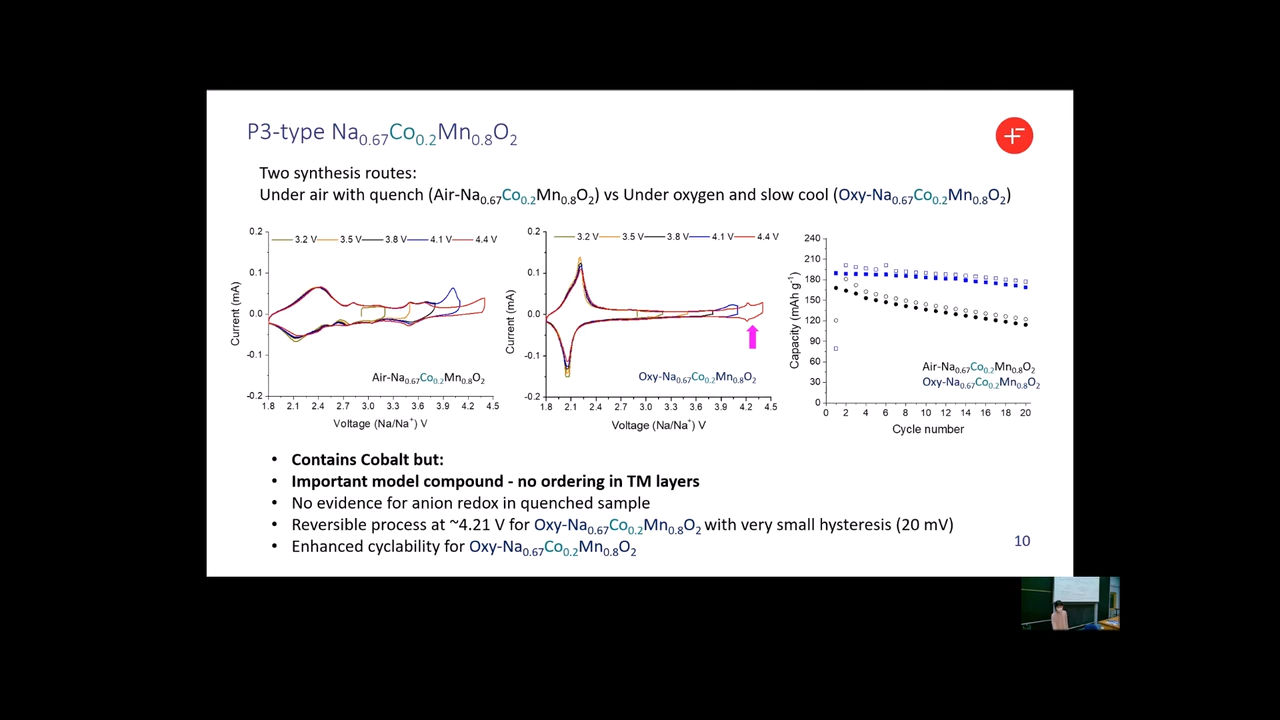 P3-type Na0.67Co0.2Mn0.8O2
Two synthesis routes:
Under air with quench (Air-Na0.67Co0.2Mn0.8O2) vs Under oxygen and slow cool (Oxy-Na0.67Co0.2Mn0.8O2)
3.2 V 3.5 V 3.8 V 4.1 V 4.4 V
0.2
0.1
0.0
-0.1
-0.2
Current (mA)
Air-Na0.67Co0.2Mn0.8O2
1.8 2.1 2.4 2.7 3.0 3.3 3.6 3.9 4.2 4.5
Voltage (Na/Na+) V
3.2 V 3.5 V 3.8 V 4.1 V 4.4 V
0.2
0.1
0.0
-0.1
-0.2
Current (mA)
Oxy-Na0.67Co0.2Mn0.8O2
1.8 2.1 2.4 2.7 3.0 3.3 3.6 3.9 4.2 4.5
Voltage (Na/Na+) V
240
210
180
150
120
90
60
30
0
Capacity (mAh g-1)
Air-Na0.67Co0.2Mn0.8O2
Oxy-Na0.67Co0.2Mn0.8O2
0 2 4 6 8 10 12 14 16 18 20
Cycle number
• Contains Cobalt but:
• Important model compound - no ordering in TM layers
• No evidence for anion redox in quenched sample
• Reversible process at ~4.21 V for Oxy-Na0.67Co0.2Mn0.8O2 with very small hysteresis (20 mV)
• Enhanced cyclability for Oxy-Na0.67Co0.2Mn0.8O2
10